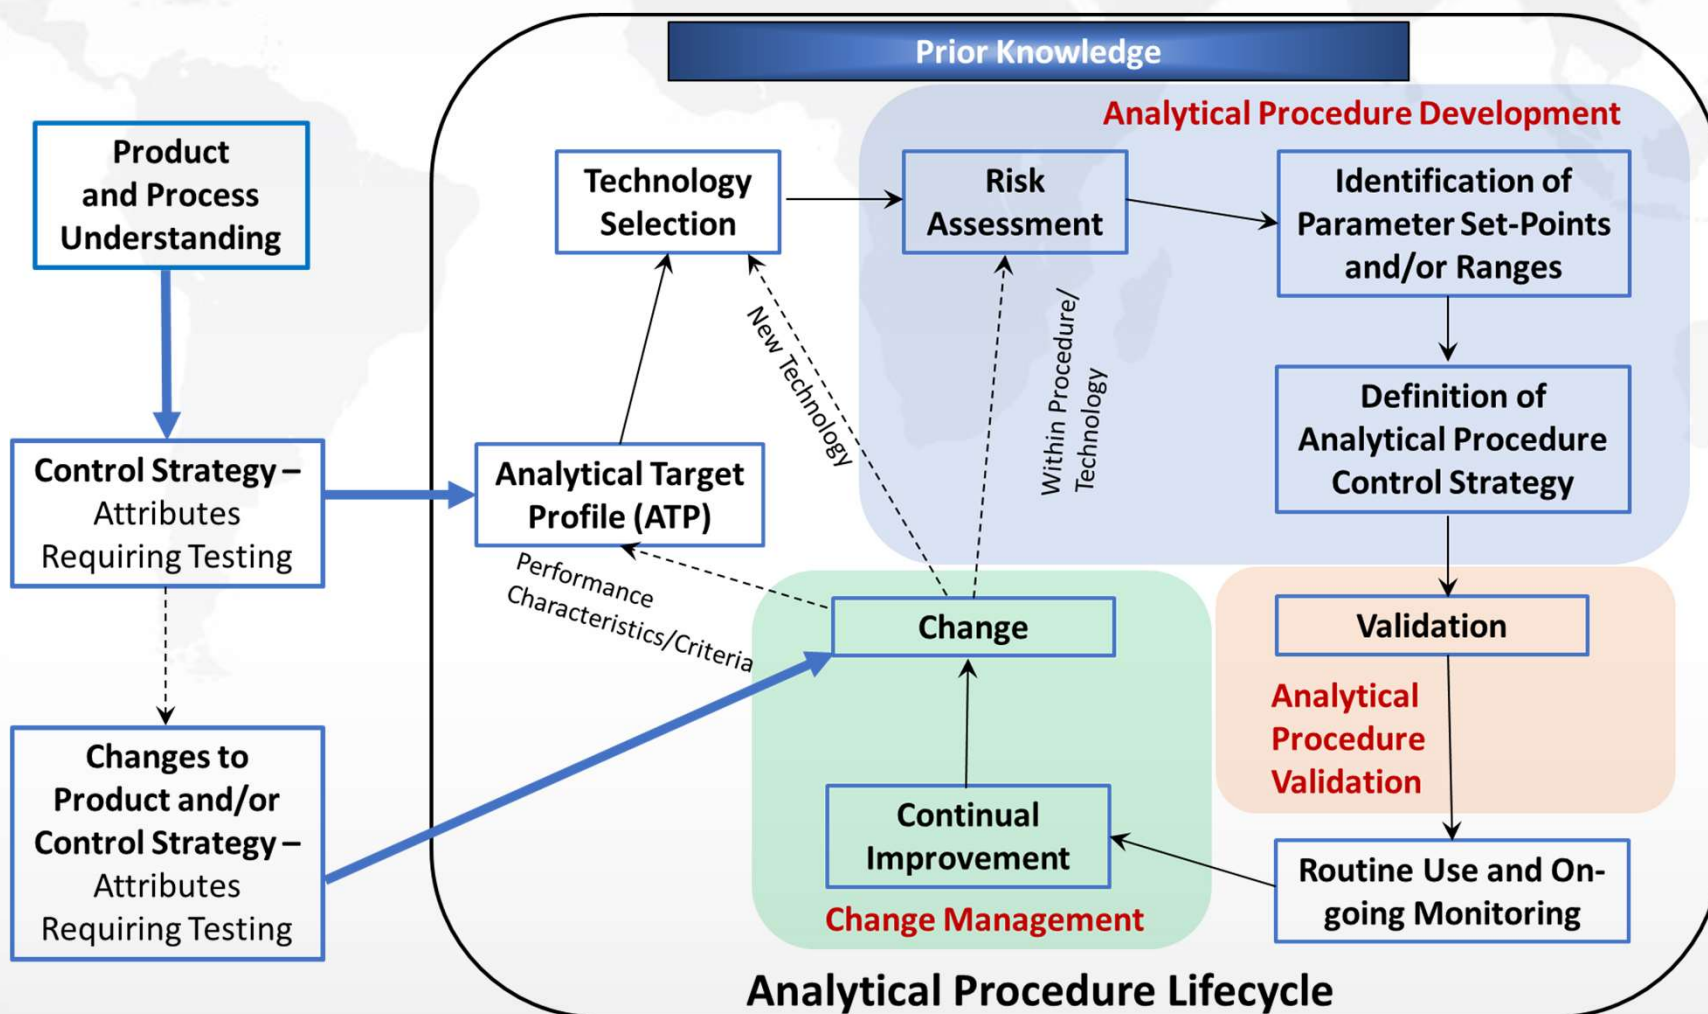 Prior Knowledge
Analytical Procedure Development
Product
and Process
Understanding
Technology
Selection
Risk
Assessment
Identification of
Parameter Set-Points
and/or Ranges
New Technology
Within Procedure/
Technology
Control Strategy –
Attributes
Requiring Testing
Analytical Target
Profile (ATP)
Definition of
Analytical Procedure
Control Strategy
Performance
Characteristics/Criteria
Change
Validation
Analytical
Procedure
Validation
Changes to
Product and/or
Control Strategy –
Attributes
Requiring Testing
Continual
Improvement
Change Management
Routine Use and On-
going Monitoring
Analytical Procedure Lifecycle